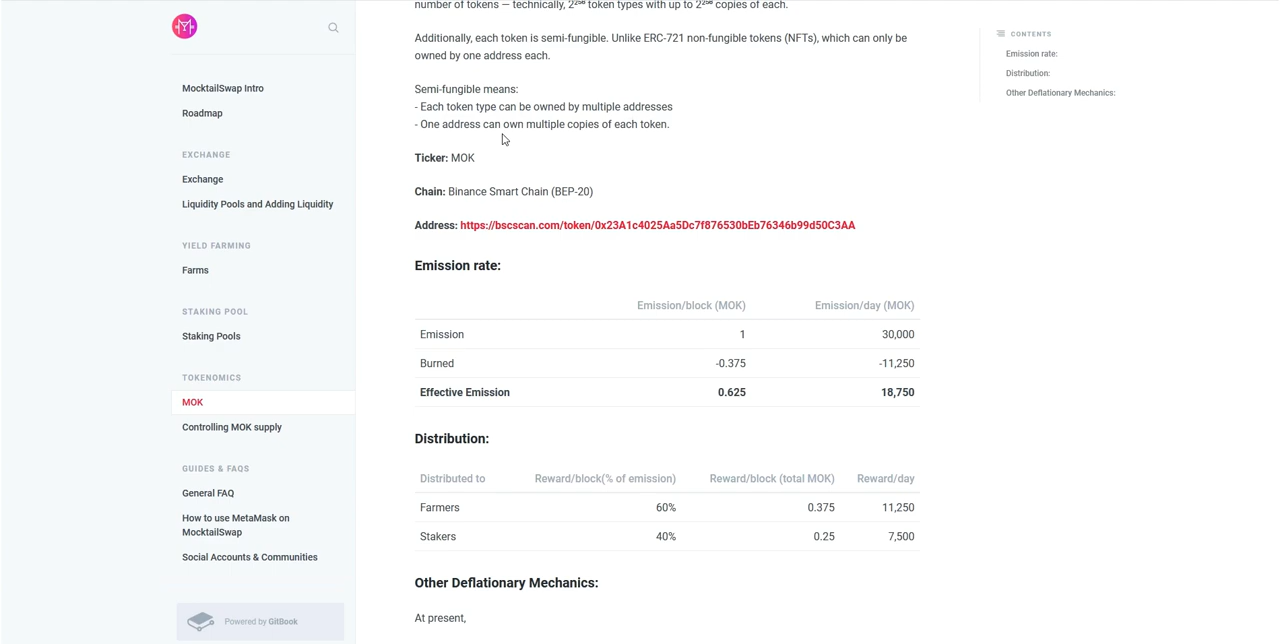 MocktailSwap Intro
Roadmap
EXCHANGE
Exchange
Liquidity Pools and Adding Liquidity
YIELD FARMING
Farms
STAKING POOL
Staking Pools
TOKENOMICS
MOK
Controlling MOK supply
GUIDES & FAQS
General FAQ
How to use MetaMask on
MocktailSwap
Social Accounts & Communities
Powered by GitBook
number of tokens — technically, 2²⁵⁶ token types with up to 2²⁵⁶ copies of each.
Additionally, each token is semi-fungible. Unlike ERC-721 non-fungible tokens (NFTs), which can only be
owned by one address each.
Semi-fungible means:
- Each token type can be owned by multiple addresses
- One address can own multiple copies of each token.
Ticker: MOK
Chain: Binance Smart Chain (BEP-20)
Address: https://bscscan.com/token/0x23A1c4025Aa5Dc7f876530bEb76346b99d50C3AA
Emission rate:
Emission/block (MOK) Emission/day (MOK)
Emission 1 30,000
Burned -0.375 -11,250
Effective Emission 0.625 18,750
Distribution:
Distributed to Reward/block(% of emission) Reward/block (total MOK) Reward/day
Farmers 60% 0.375 11,250
Stakers 40% 0.25 7,500
Other Deflationary Mechanics:
At present,
CONTENTS
Emission rate:
Distribution:
Other Deflationary Mechanics: